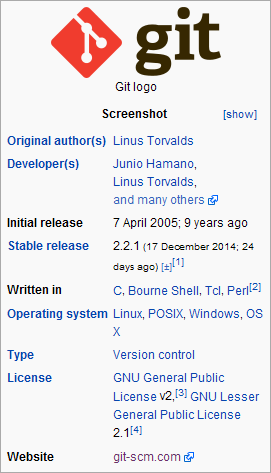 git
Git logo
Screenshot [show]
Original author(s) Linus Torvalds
Developer(s) Junio Hamano,
Linus Torvalds,
and many others
Initial release 7 April 2005; 9 years ago
Stable release 2.2.1 (17 December 2014; 24
days ago) [±][1]
Written in C, Bourne Shell, Tcl, Perl[2]
Operating system Linux, POSIX, Windows, OS
X
Type Version control
License GNU General Public
License v2,[3] GNU Lesser
General Public License
2.1[4]
Website git-scm.com